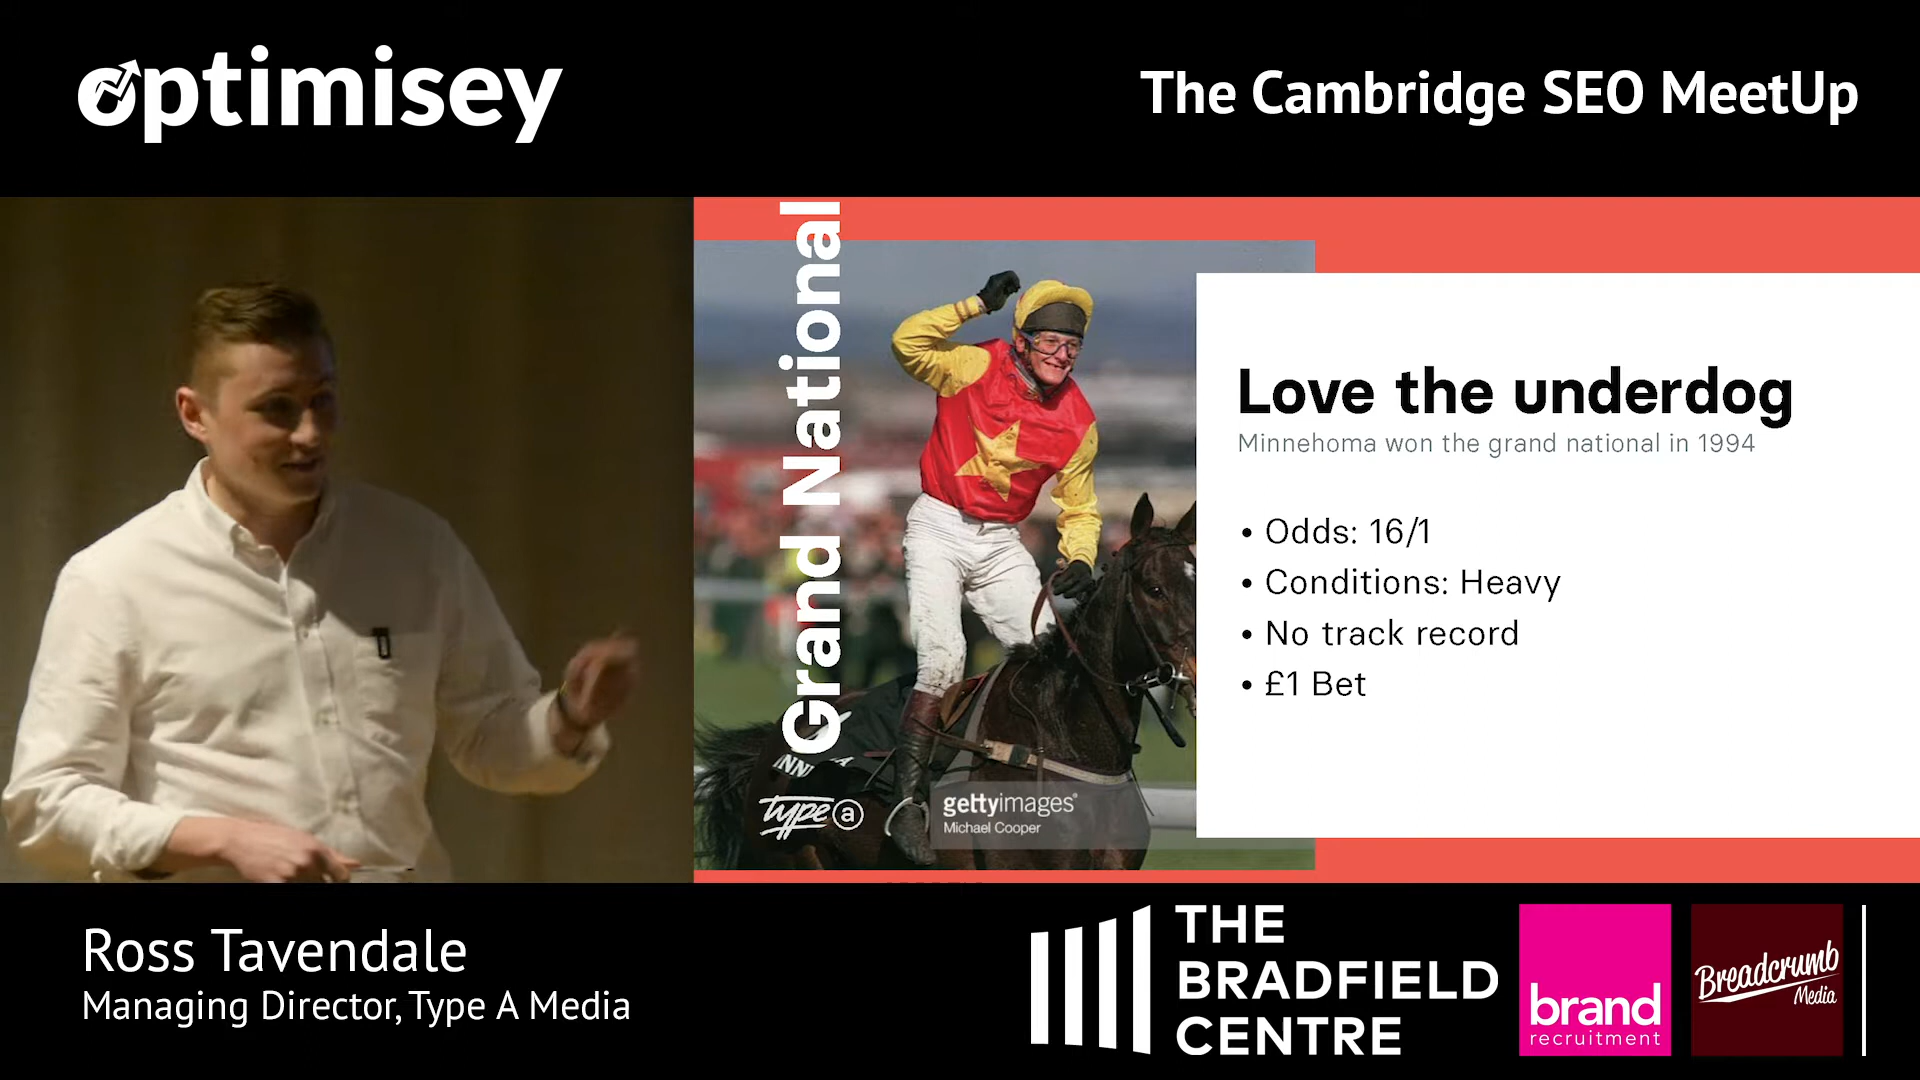 optimisey
The Cambridge SEO MeetUp
Grand National
Love the underdog
Minnehoma won the grand national in 1994
• Odds: 16/1
• Conditions: Heavy
• No track record
• £1 Bet
type a
gettyimages®
Michael Cooper
Ross Tavendale
Managing Director, Type A Media
THE
BRADFIELD
CENTRE
brand
recruitment
Breadcrumb
Media